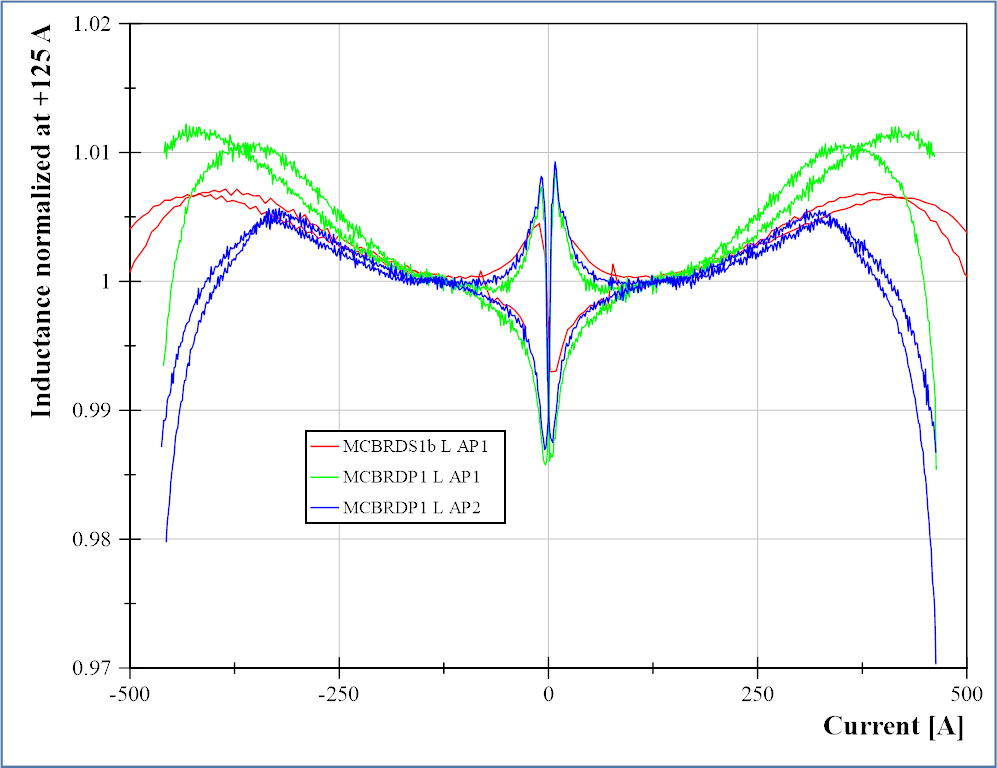 Inductance normalized at +125 A
1.02
1.01
1
0.99
0.98
0.97
MCBRDS1b L AP1
MCBRDP1 L AP1
MCBRDP1 L AP2
-500
-250
0
250
500
Current [A]